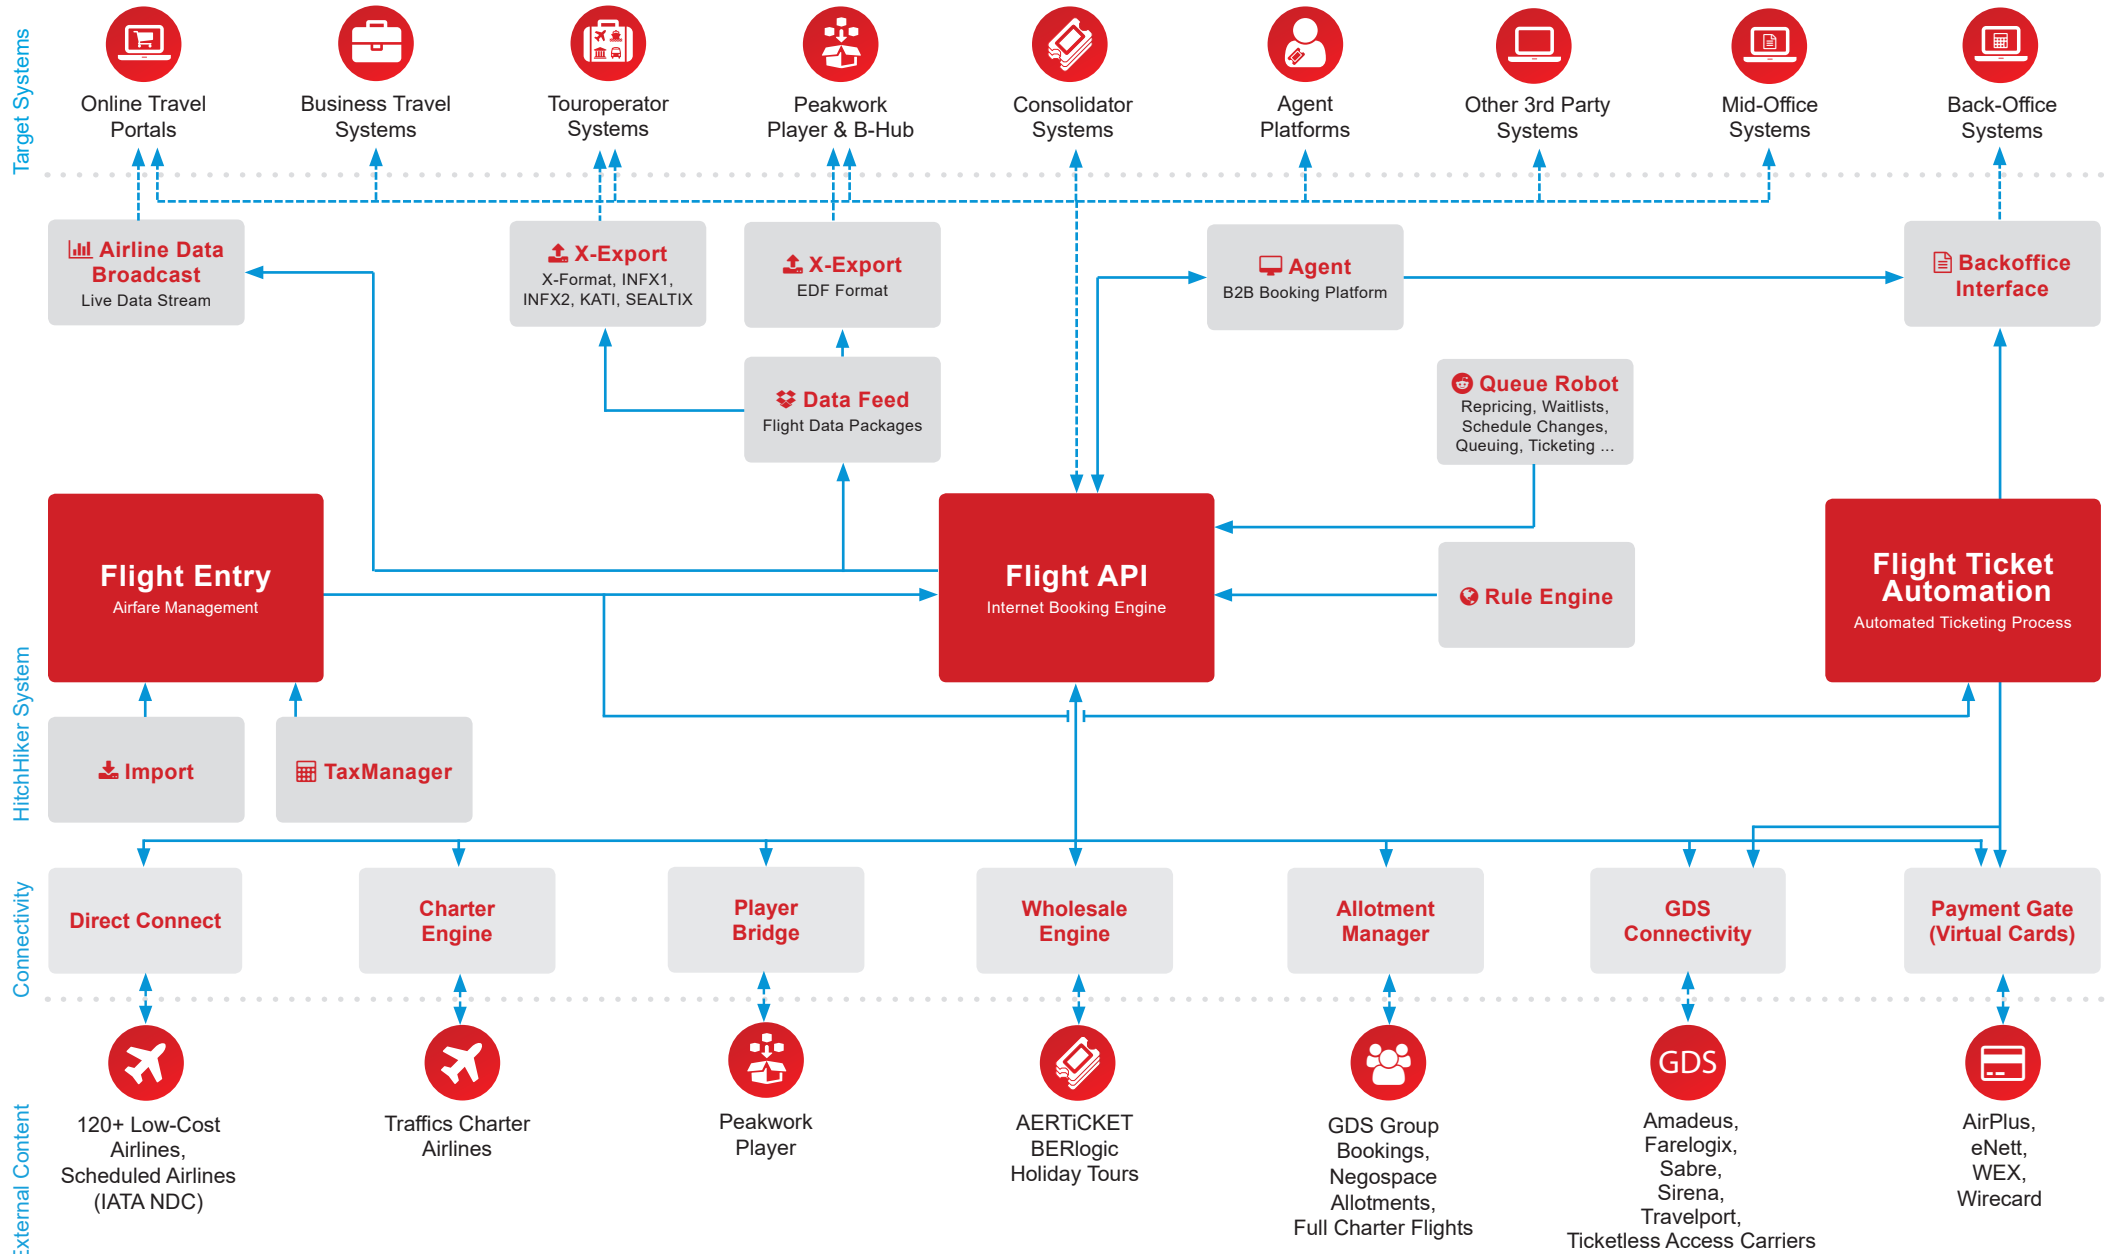 Target Systems
Online Travel
Portals
Business Travel
Systems
Touroperator
Systems
Peakwork
Player & B-Hub
Consolidator
Systems
Agent
Platforms
Other 3rd Party
Systems
Mid-Office
Systems
Back-Office
Systems
HitchHiker System
Airline Data
Broadcast
Live Data Stream
X-Export
X-Format, INFX1,
INFX2, KATI, SEALTIX
X-Export
EDF Format
Agent
B2B Booking Platform
Backoffice
Interface
Data Feed
Flight Data Packages
Queue Robot
Repricing, Waitlists,
Schedule Changes,
Queuing, Ticketing ...
Flight Entry
Airfare Management
Flight API
Internet Booking Engine
Rule Engine
Flight Ticket
Automation
Automated Ticketing Process
Import
TaxManager
Connectivity
Direct Connect
Charter
Engine
Player
Bridge
Wholesale
Engine
Allotment
Manager
GDS
Connectivity
Payment Gate
(Virtual Cards)
External Content
120+ Low-Cost
Airlines,
Scheduled Airlines
(IATA NDC)
Traffics Charter
Airlines
Peakwork
Player
AERTiCKET
BERlogic
Holiday Tours
GDS Group
Bookings,
Negospace
Allotments,
Full Charter Flights
GDS
Amadeus,
Farelogix,
Sabre,
Sirena,
Travelport,
Ticketless Access Carriers
AirPlus,
eNett,
WEX,
Wirecard